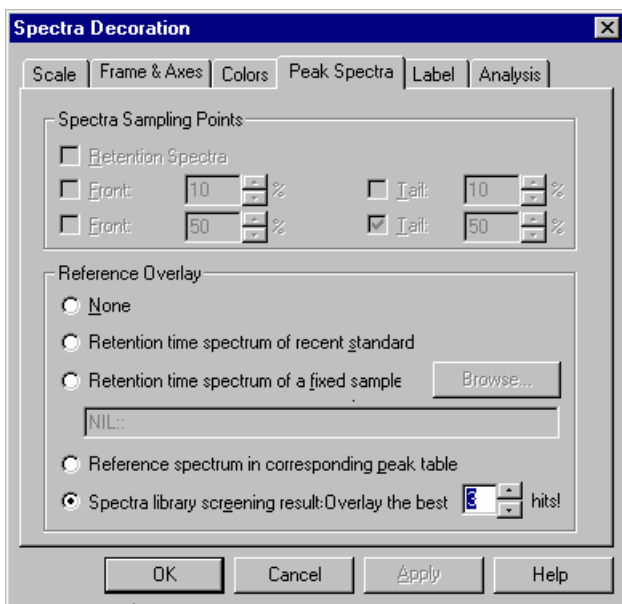 Spectra Decoration
Scale Frame & Axes Colors Peak Spectra Label Analysis
Spectra Sampling Points
Retention Spectra
Front: 10 % Tail: 10 %
Front: 50 % Tail: 50 %
Reference Overlay
None
Retention time spectrum of recent standard
Retention time spectrum of a fixed sample Browse...
NIL::
Reference spectrum in corresponding peak table
Spectra library screening result:Overlay the best 3 hits!
OK Cancel Apply Help